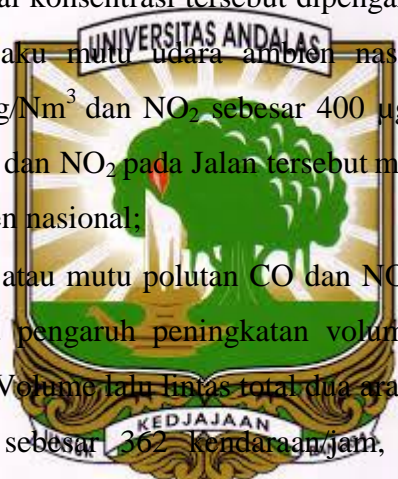 konsentrasi tersebut
UNIVERSITAS ANDALAS
aku mutu udara ambien nas
g/Nm³ dan NO₂ sebesar 400 µg
dan NO₂ pada Jalan tersebut m
en nasional;
atau mutu polutan CO dan NO
pengaruh peningkatan volum
Volume lalu lintas total dua ara
KEDJAJAAN
sebesar 362 kendaraan/jam,